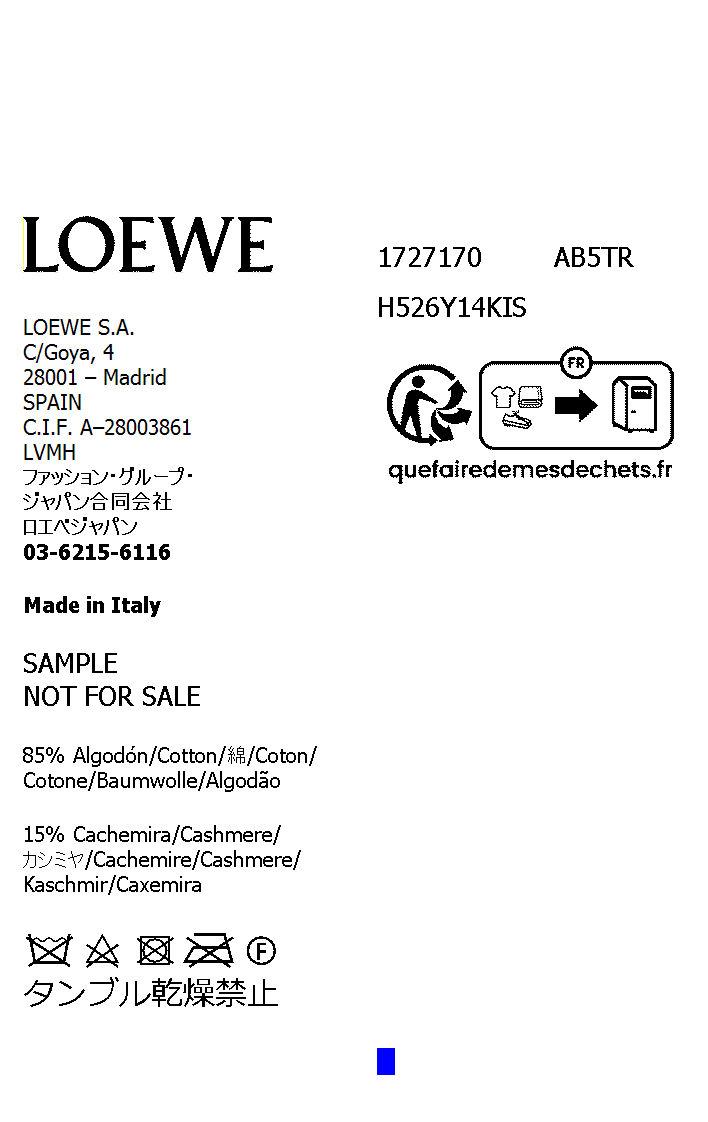 LOEWE
LOEWE S.A.
C/Goya, 4
28001 – Madrid
SPAIN
C.I.F. A–28003861
LVMH
ファッション・グループ・
ジャパン合同会社
ロエベジャパン
03-6215-6116
Made in Italy
SAMPLE
NOT FOR SALE
85% Algodón/Cotton/綿/Coton/
Cotone/Baumwolle/Algodão
15% Cachemira/Cashmere/
カシミヤ/Cachemire/Cashmere/
Kaschmir/Caxemira
F
タンブル乾燥禁止
1727170 AB5TR
H526Y14KIS
FR
quefairedemesdechets.fr